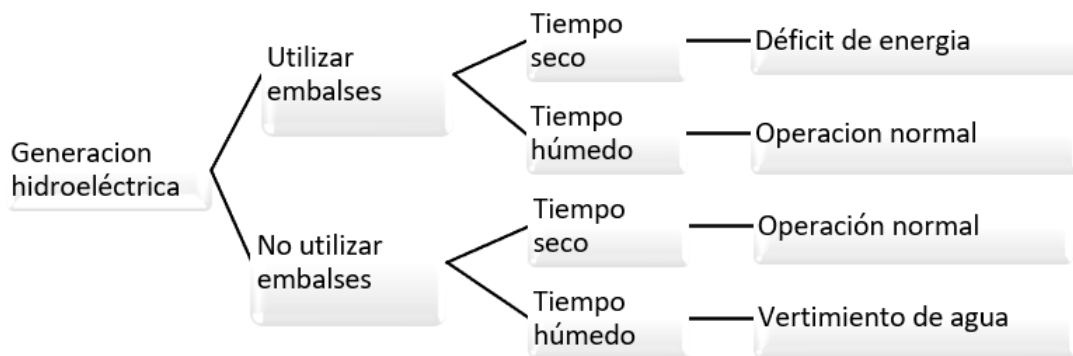 Generacion
hidroeléctrica
Utilizar
embalses
Tiempo
seco
Déficit de energia
Tiempo
húmedo
Operacion normal
No utilizar
embalses
Tiempo
seco
Operación normal
Tiempo
húmedo
Vertimiento de agua